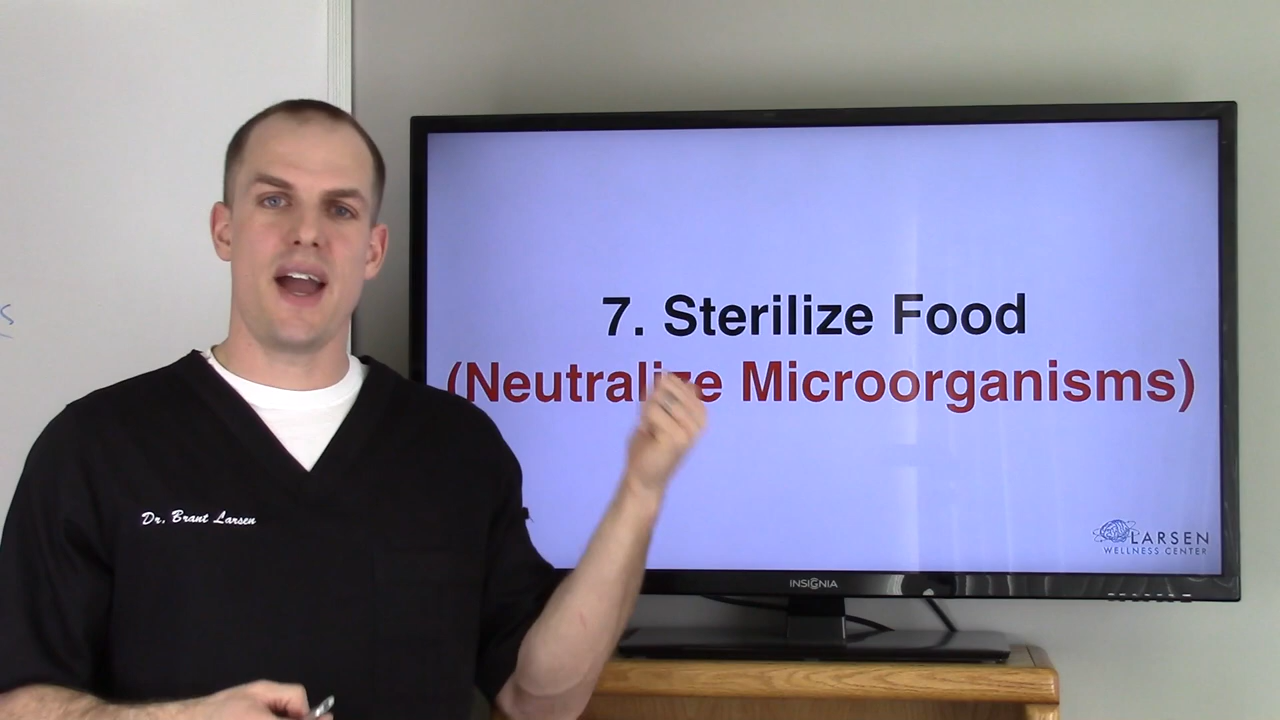 7. Sterilize Food
(Neutralize Microorganisms)
Dr. Brant Larsen
LARSEN
WELLNESS CENTER
INSIGNIA